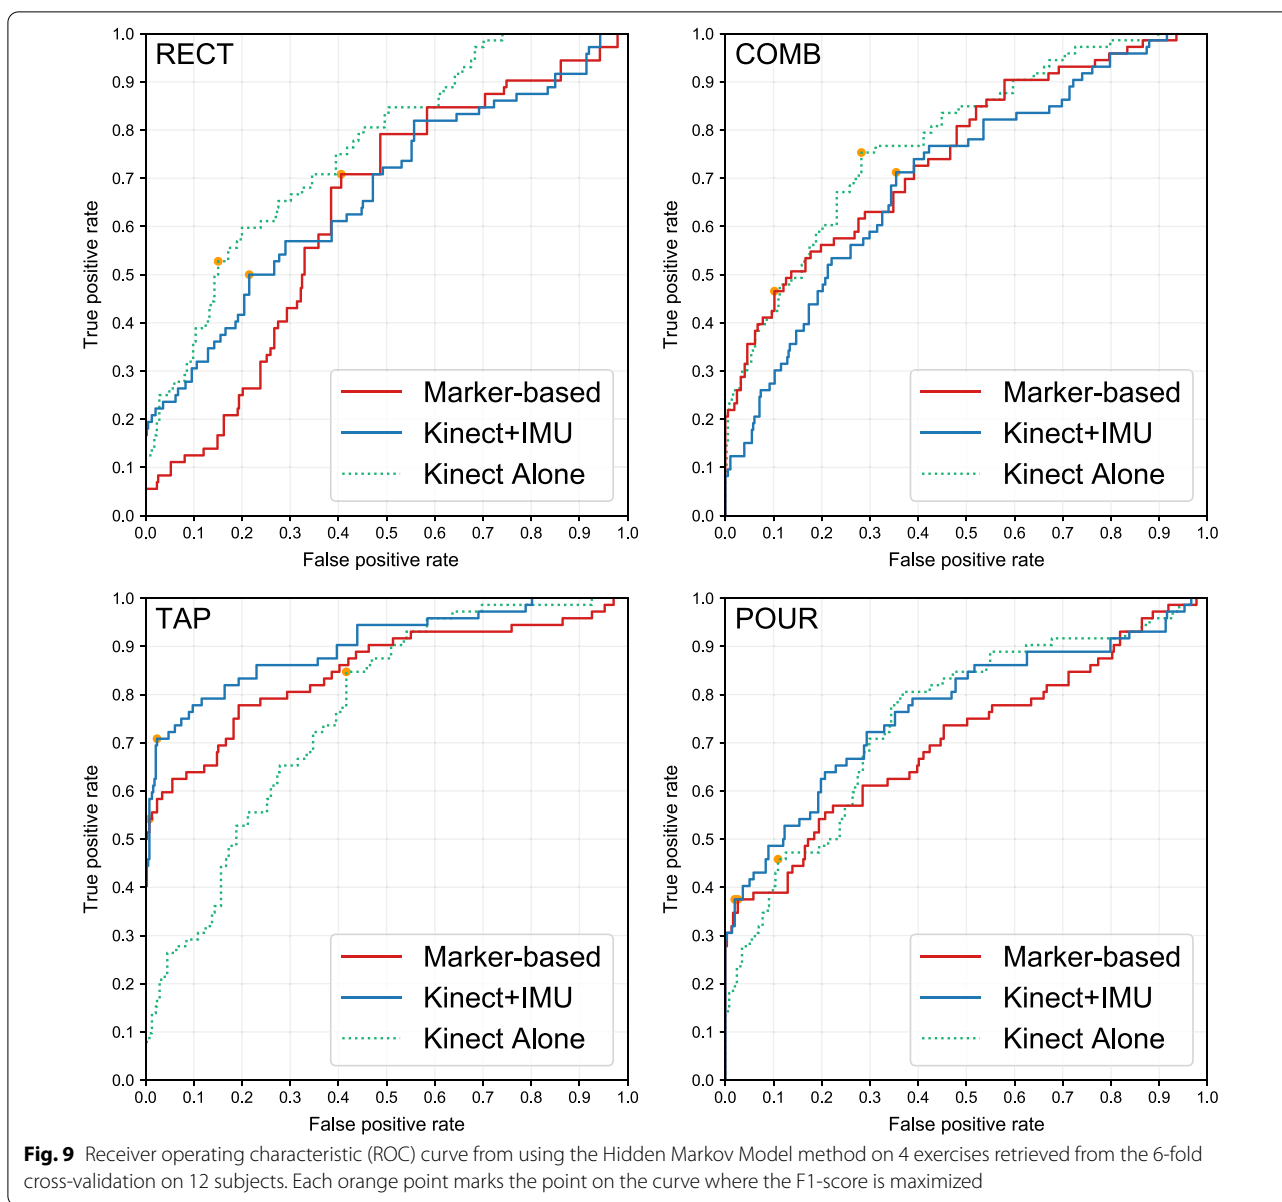 RECT
1.0
0.9
0.8
0.7
0.6
0.5
0.4
0.3
0.2
0.1
0.0
True positive rate
Marker-based
Kinect+IMU
Kinect Alone
0.0 0.1 0.2 0.3 0.4 0.5 0.6 0.7 0.8 0.9 1.0
False positive rate
COMB
1.0
0.9
0.8
0.7
0.6
0.5
0.4
0.3
0.2
0.1
0.0
True positive rate
Marker-based
Kinect+IMU
Kinect Alone
0.0 0.1 0.2 0.3 0.4 0.5 0.6 0.7 0.8 0.9 1.0
False positive rate
TAP
1.0
0.9
0.8
0.7
0.6
0.5
0.4
0.3
0.2
0.1
0.0
True positive rate
Marker-based
Kinect+IMU
Kinect Alone
0.0 0.1 0.2 0.3 0.4 0.5 0.6 0.7 0.8 0.9 1.0
False positive rate
POUR
1.0
0.9
0.8
0.7
0.6
0.5
0.4
0.3
0.2
0.1
0.0
True positive rate
Marker-based
Kinect+IMU
Kinect Alone
0.0 0.1 0.2 0.3 0.4 0.5 0.6 0.7 0.8 0.9 1.0
False positive rate
Fig. 9 Receiver operating characteristic (ROC) curve from using the Hidden Markov Model method on 4 exercises retrieved from the 6-fold
cross-validation on 12 subjects. Each orange point marks the point on the curve where the F1-score is maximized